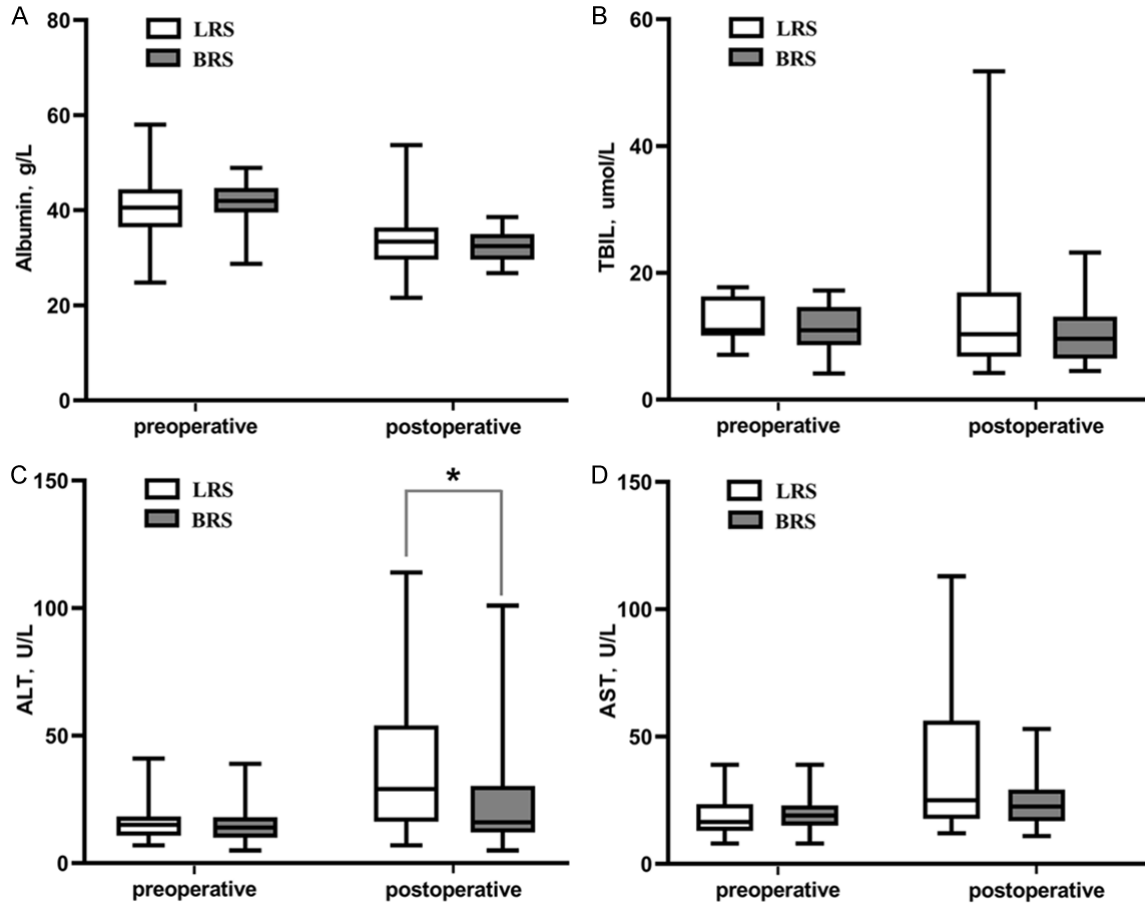 A
80
60
40
20
0
Albumin, g/L
LRS
BRS
preoperative
postoperative
B
60
40
20
0
TBIL, umol/L
LRS
BRS
preoperative
postoperative
C
150
100
50
0
ALT, U/L
LRS
BRS
*
preoperative
postoperative
D
150
100
50
0
AST, U/L
LRS
BRS
preoperative
postoperative